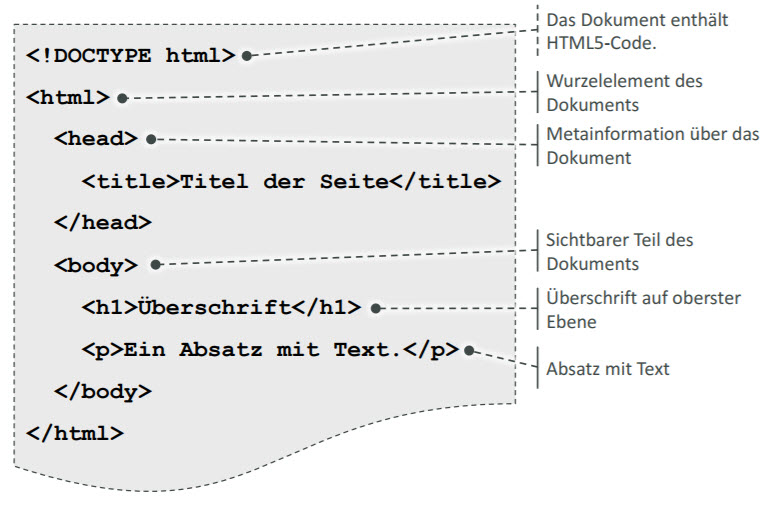 <!DOCTYPE html>
<html>
<head>
<title>Titel der Seite</title>
</head>
<body>
<h1>Überschrift</h1>
<p>Ein Absatz mit Text.</p>
</body>
</html>
Das Dokument enthält
HTML5-Code.
Wurzelelement des
Dokuments
Metainformation über das
Dokument
Sichtbarer Teil des
Dokuments
Überschrift auf oberster
Ebene
Absatz mit Text